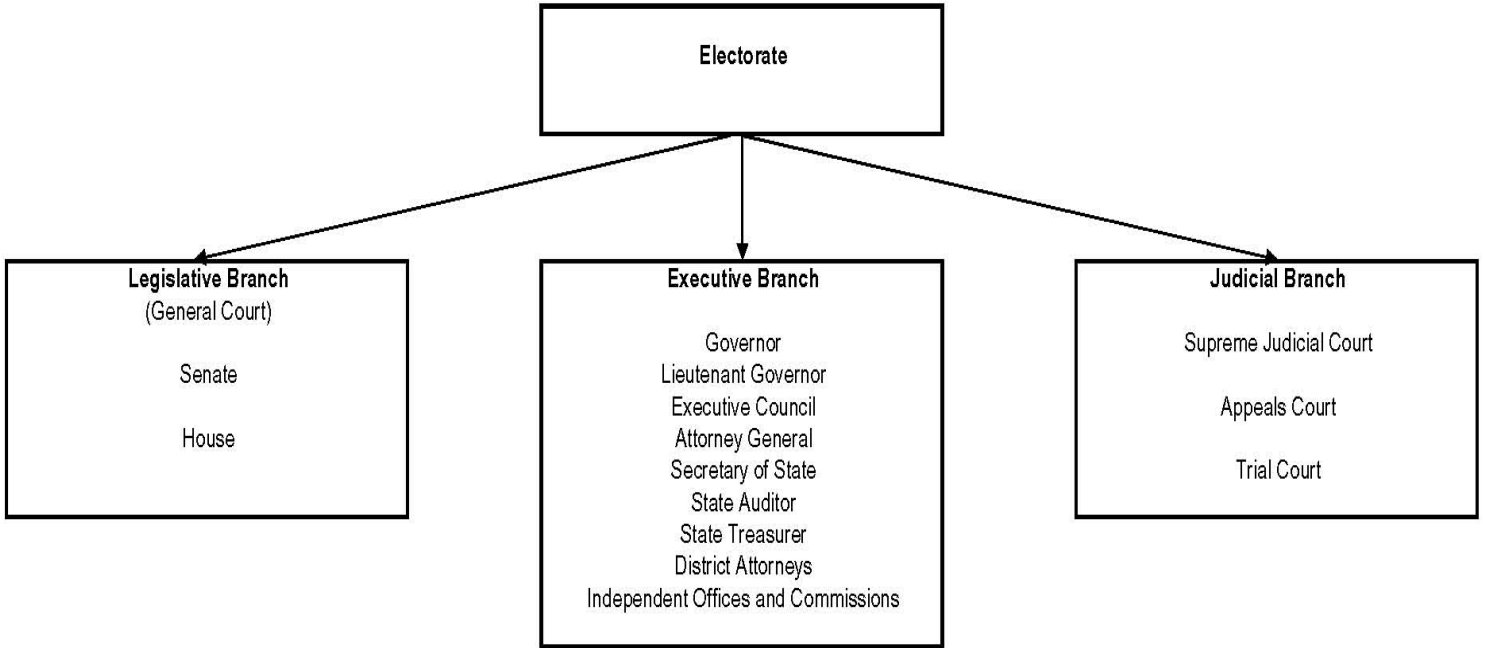 Electorate
Legislative Branch
(General Court)
Senate
House
Executive Branch
Governor
Lieutenant Governor
Executive Council
Attorney General
Secretary of State
State Auditor
State Treasurer
District Attorneys
Independent Offices and Commissions
Judicial Branch
Supreme Judicial Court
Appeals Court
Trial Court